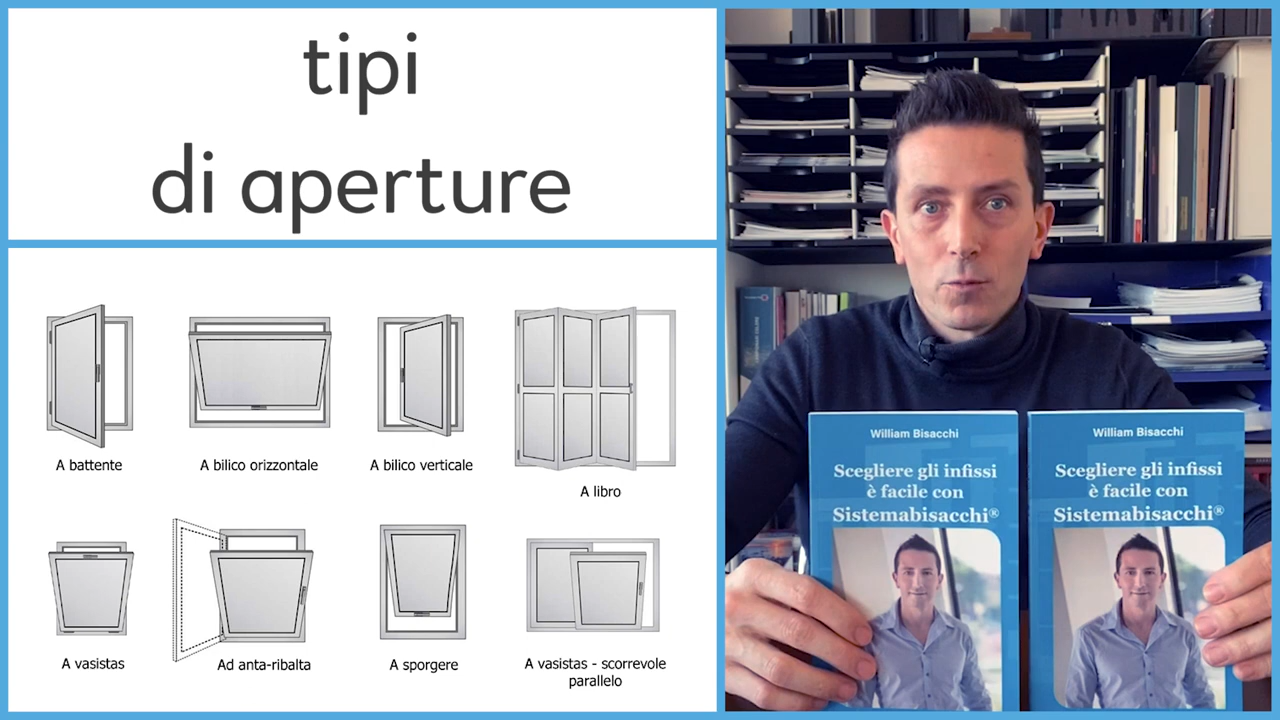 tipi
di aperture
A battente
A bilico orizzontale
A bilico verticale
A libro
A vasistas
Ad anta-ribalta
A sporgere
A vasistas - scorrevole
parallelo
William Bisacchi
Scegliere gli infissi
è facile con
Sistemabisacchi®
William Bisacchi
Scegliere gli infissi
è facile con
Sistemabisacchi®